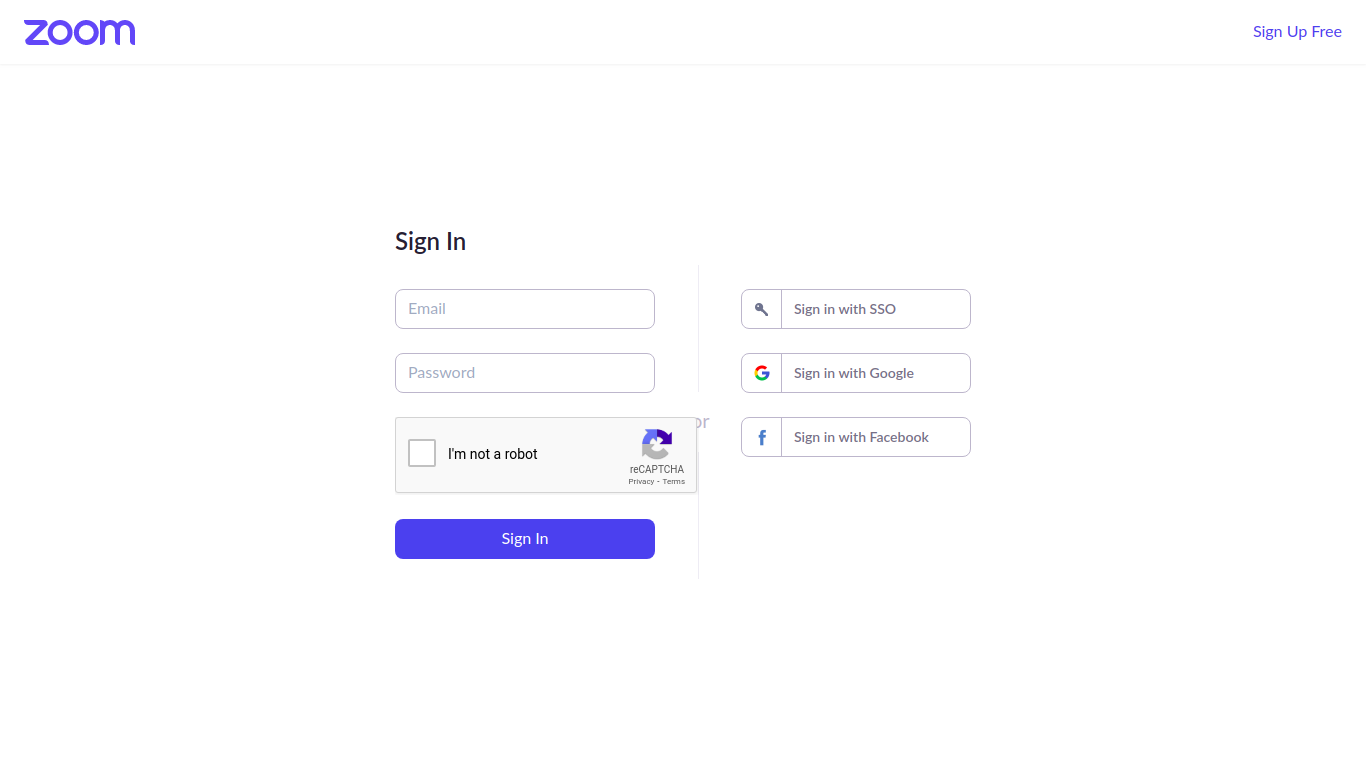 zoom
Sign Up Free
Sign In
Email
Password
I'm not a robot
reCAPTCHA
Privacy - Terms
Sign In
or
Sign in with SSO
Sign in with Google
Sign in with Facebook